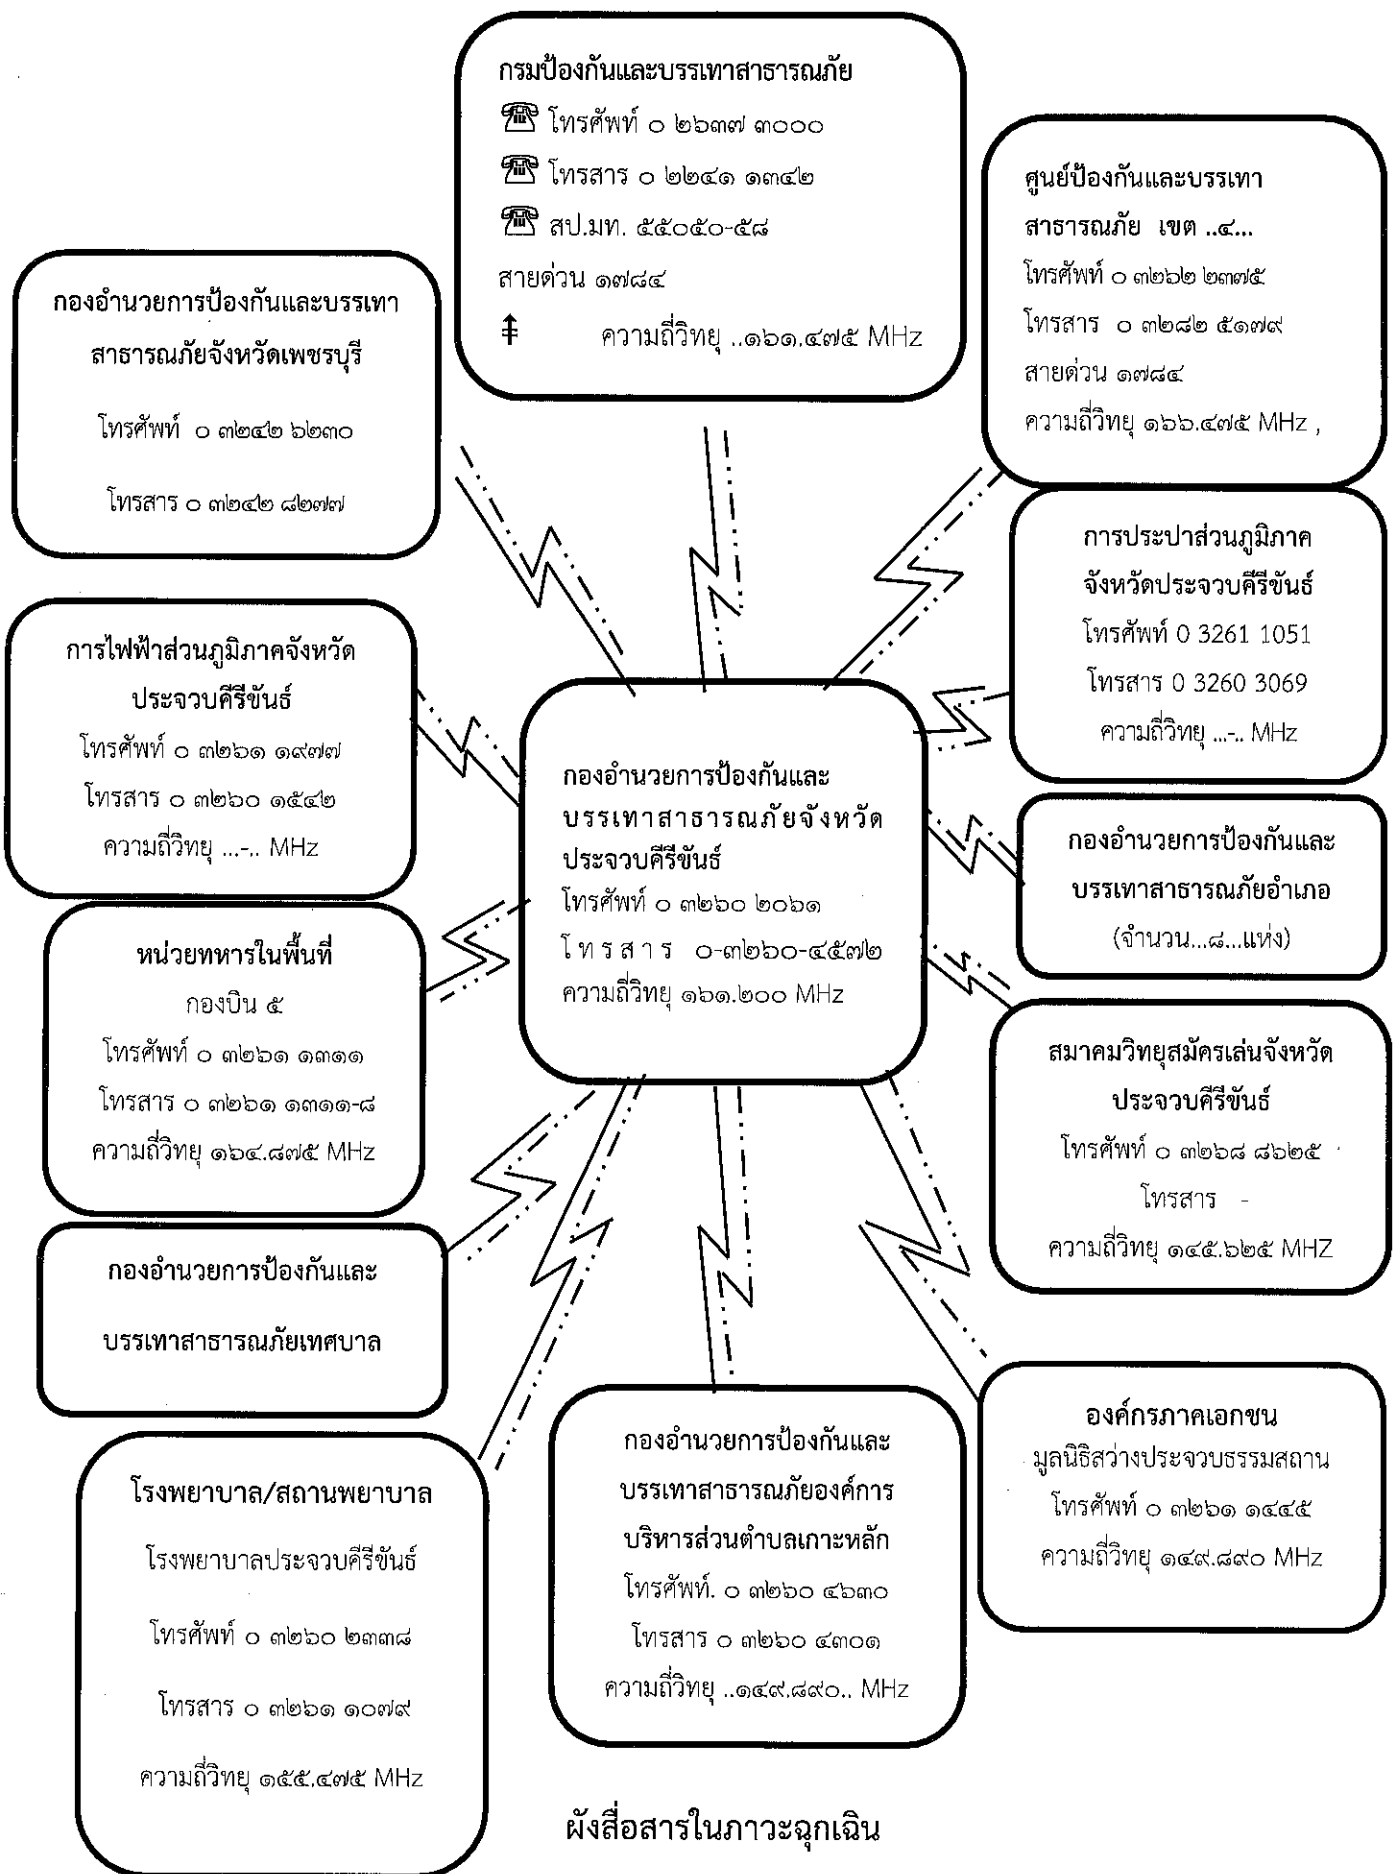 กรมป้องกันและบรรเทาสาธารณภัย
โทรศัพท์ ๐ ๒๖๓๗ ๓๐๐๐
โทรสาร ๐ ๒๒๔๑ ๑๓๔๒
สป.มท. ๕๕๐๕๐-๕๘
สายด่วน ๑๗๘๔
ความถี่วิทยุ ..๑๖๑.๔๗๕ MHz
ศูนย์ป้องกันและบรรเทา
สาธารณภัย เขต ..๔...
โทรศัพท์ ๐ ๓๒๖๒ ๒๓๗๕
โทรสาร ๐ ๓๒๘๒ ๕๑๗๙
สายด่วน ๑๗๘๔
ความถี่วิทยุ ๑๖๖.๔๗๕ MHz ,
กองอำนวยการป้องกันและบรรเทา
สาธารณภัยจังหวัดเพชรบุรี
โทรศัพท์ ๐ ๓๒๔๒ ๖๒๓๐
โทรสาร ๐ ๓๒๔๒ ๘๒๗๗
การประปาส่วนภูมิภาค
จังหวัดประจวบคีรีขันธ์
โทรศัพท์ 0 3261 1051
โทรสาร 0 3260 3069
ความถี่วิทยุ ...-.. MHz
การไฟฟ้าส่วนภูมิภาคจังหวัด
ประจวบคีรีขันธ์
โทรศัพท์ ๐ ๓๒๖๑ ๑๙๗๗
โทรสาร ๐ ๓๒๖๐ ๑๕๔๒
ความถี่วิทยุ ...-.. MHz
กองอำนวยการป้องกันและ
บรรเทาสาธารณภัยจังหวัด
ประจวบคีรีขันธ์
โทรศัพท์ ๐ ๓๒๖๐ ๒๐๖๑
โทรสาร ๐-๓๒๖๐-๔๕๗๒
ความถี่วิทยุ ๑๖๑.๒๐๐ MHz
กองอำนวยการป้องกันและ
บรรเทาสาธารณภัยอำเภอ
(จำนวน...๘...แห่ง)
หน่วยทหารในพื้นที่
กองบิน ๕
โทรศัพท์ ๐ ๓๒๖๑ ๑๓๑๑
โทรสาร ๐ ๓๒๖๑ ๑๓๑๑-๘
ความถี่วิทยุ ๑๖๔.๘๗๕ MHz
สมาคมวิทยุสมัครเล่นจังหวัด
ประจวบคีรีขันธ์
โทรศัพท์ ๐ ๓๒๖๘ ๘๖๒๕
โทรสาร -
ความถี่วิทยุ ๑๔๕.๖๒๕ MHZ
กองอำนวยการป้องกันและ
บรรเทาสาธารณภัยเทศบาล
องค์กรภาคเอกชน
มูลนิธิสว่างประจวบธรรมสถาน
โทรศัพท์ ๐ ๓๒๖๑ ๑๔๔๕
ความถี่วิทยุ ๑๔๙.๘๙๐ MHz
กองอำนวยการป้องกันและ
บรรเทาสาธารณภัยองค์การ
บริหารส่วนตำบลเกาะหลัก
โทรศัพท์. ๐ ๓๒๖๐ ๔๖๓๐
โทรสาร ๐ ๓๒๖๐ ๔๓๐๑
ความถี่วิทยุ ..๑๔๙.๘๙๐.. MHz
โรงพยาบาล/สถานพยาบาล
โรงพยาบาลประจวบคีรีขันธ์
โทรศัพท์ ๐ ๓๒๖๐ ๒๓๓๘
โทรสาร ๐ ๓๒๖๑ ๑๐๗๙
ความถี่วิทยุ ๑๕๕.๔๗๕ MHz
ผังสื่อสารในภาวะฉุกเฉิน